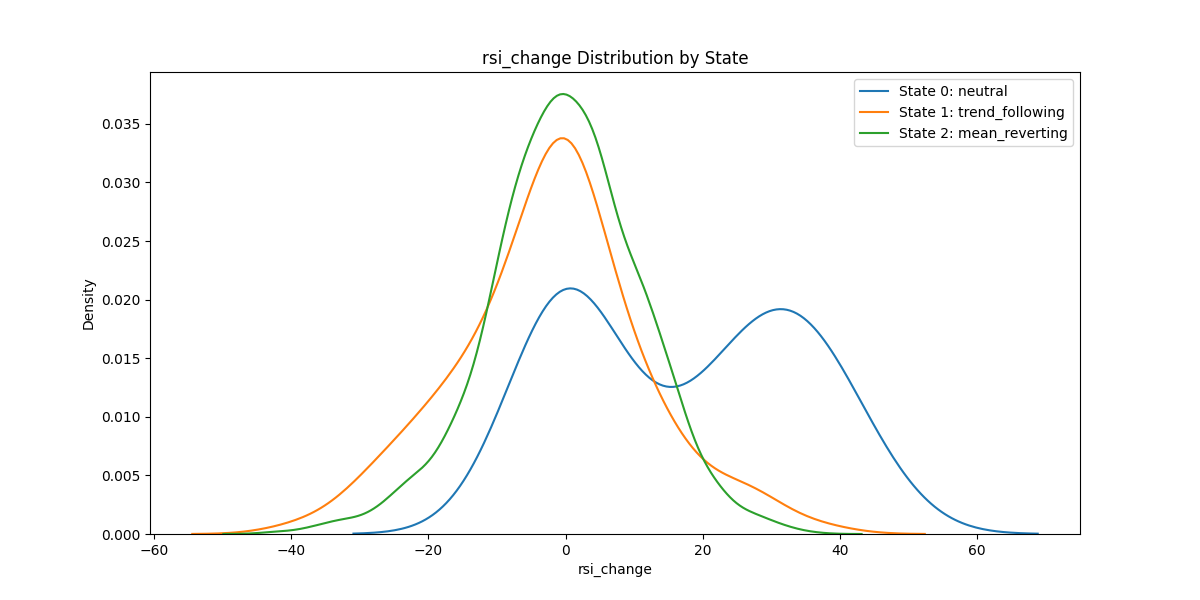 rsi_change Distribution by State
State 0: neutral
State 1: trend_following
State 2: mean_reverting
Density
0.035
0.030
0.025
0.020
0.015
0.010
0.005
0.000
−60 −40 −20 0 20 40 60
rsi_change